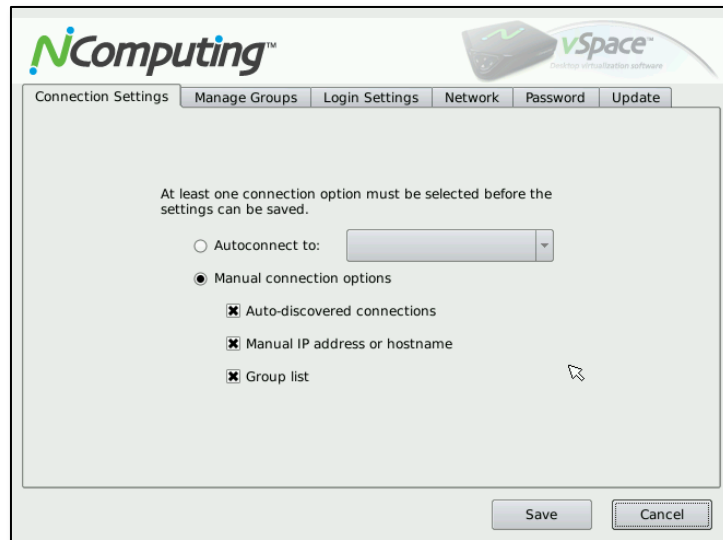 NComputing™
vSpace™
Desktop virtualization software
Connection Settings Manage Groups Login Settings Network Password Update
At least one connection option must be selected before the
settings can be saved.
Autoconnect to:
Manual connection options
Auto-discovered connections
Manual IP address or hostname
Group list
Save Cancel